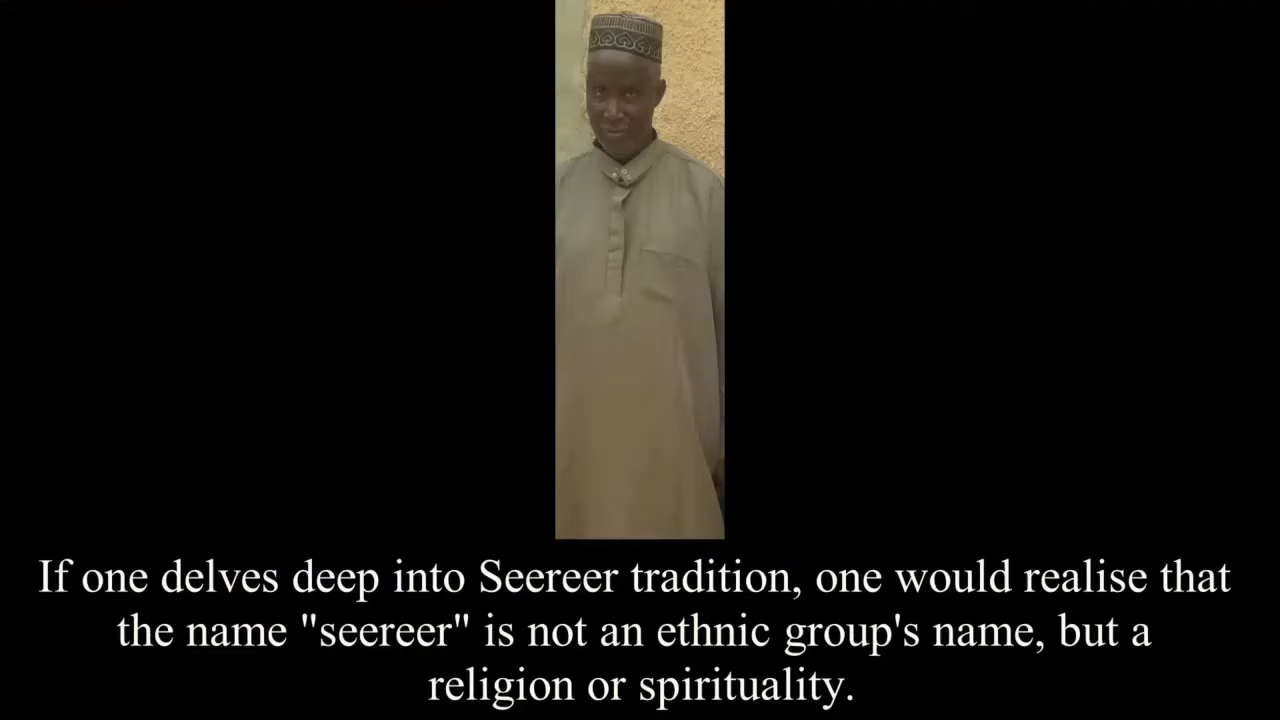 If one delves deep into Seereer tradition, one would realise that
the name "seereer" is not an ethnic group's name, but a
religion or spirituality.